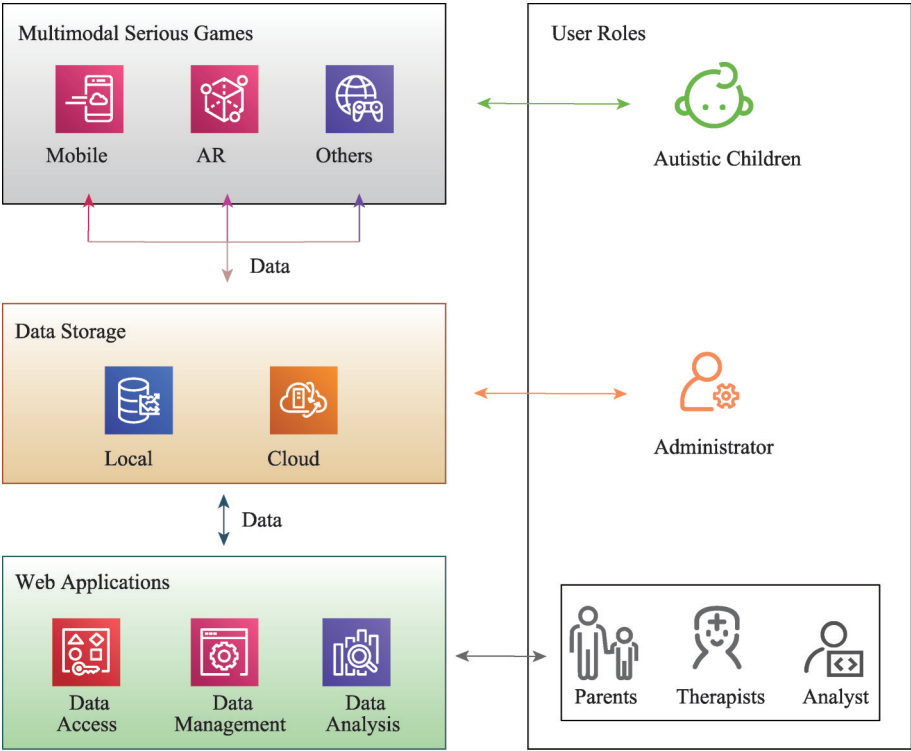 Multimodal Serious Games
Mobile
AR
Others
Data
Data Storage
Local
Cloud
Data
Web Applications
Data
Access
Data
Management
Data
Analysis
User Roles
Autistic Children
Administrator
Parents
Therapists
Analyst